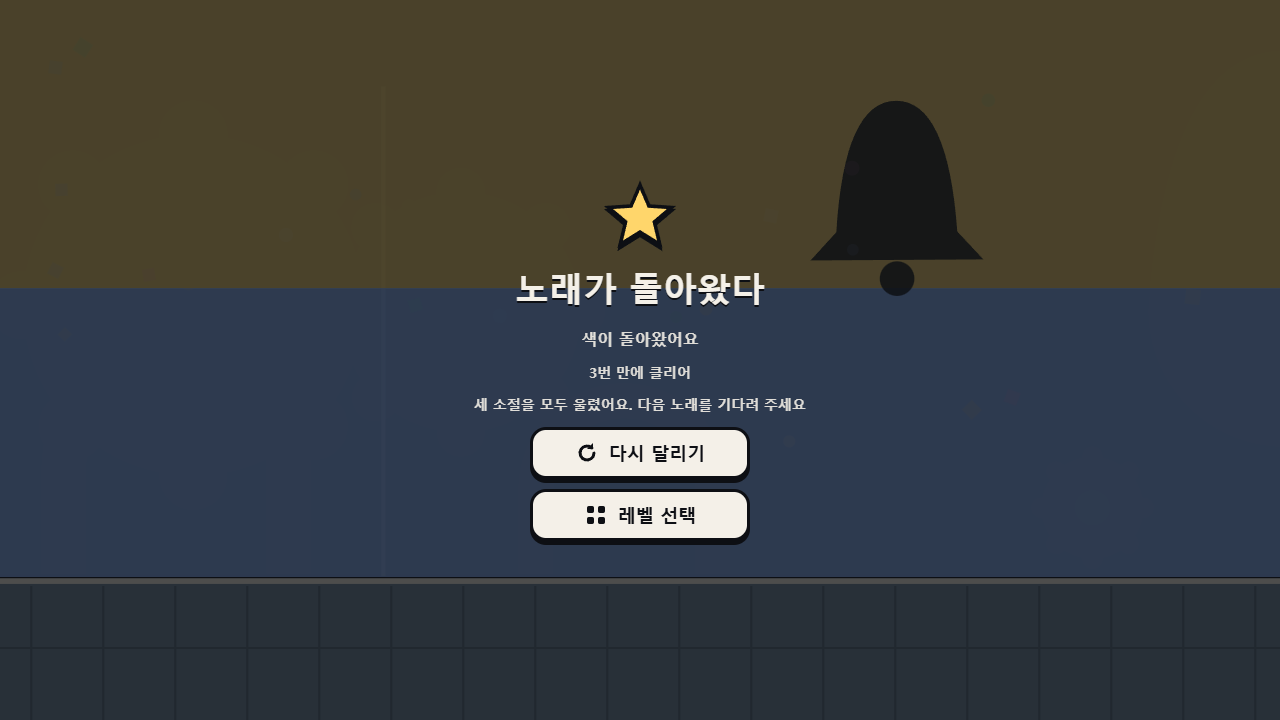 노래가 돌아왔다
색이 돌아왔어요
3번 만에 클리어
세 소절을 모두 울렸어요. 다음 노래를 기다려 주세요
다시 달리기
레벨 선택